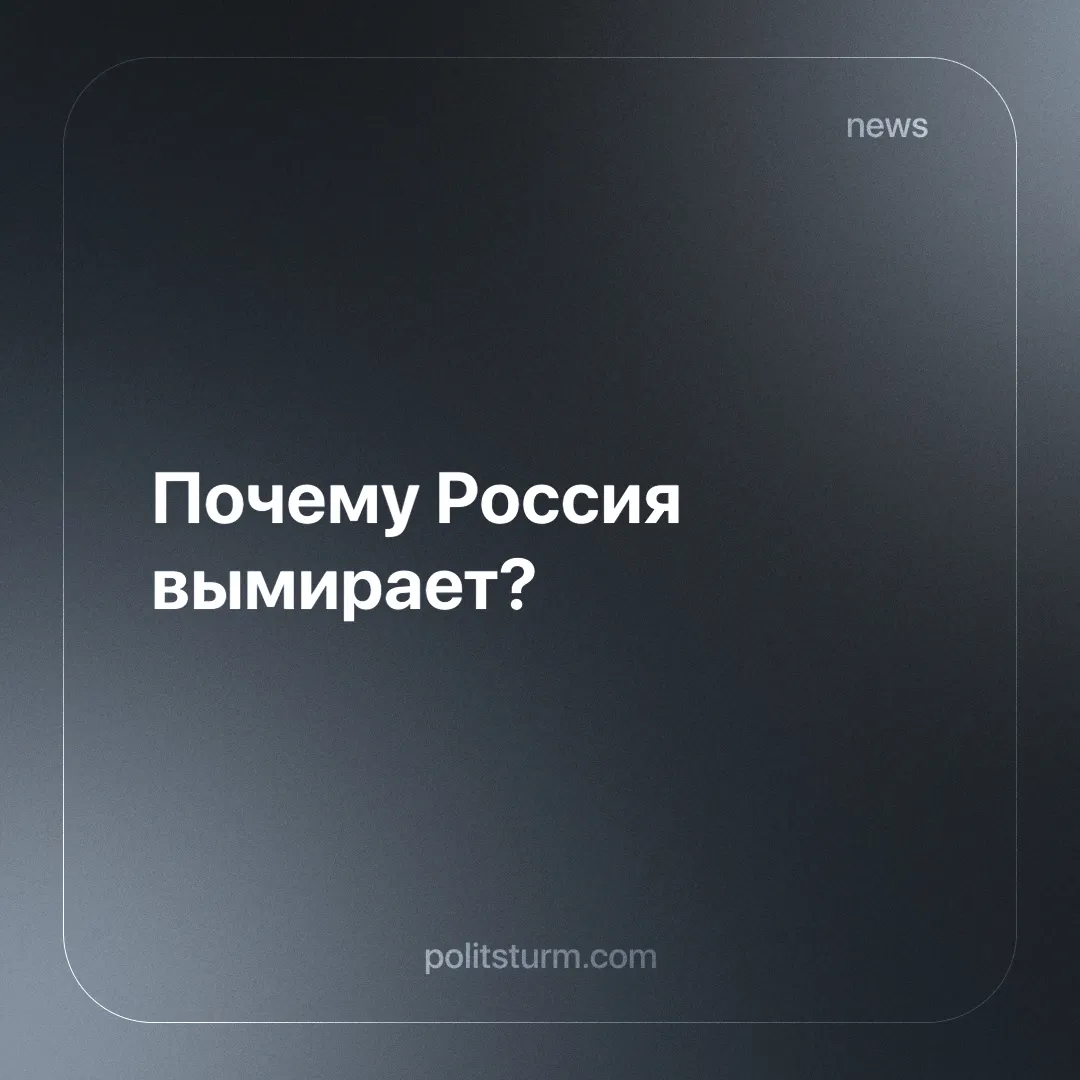 news
Почему Россия
вымирает?
politsturm.com